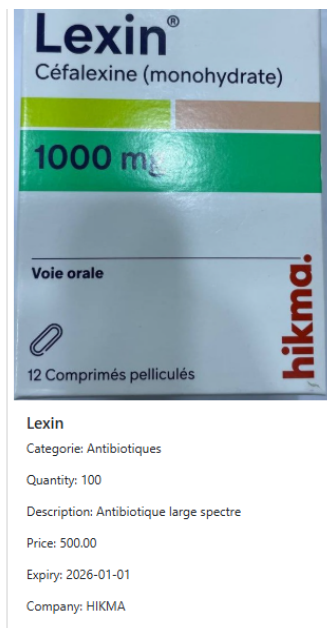 Lexin®
Céfalexine (monohydrate)
1000 mg
Voie orale
12 Comprimés pelliculés
hikma.
Lexin
Categorie: Antibiotiques
Quantity: 100
Description: Antibiotique large spectre
Price: 500.00
Expiry: 2026-01-01
Company: HIKMA